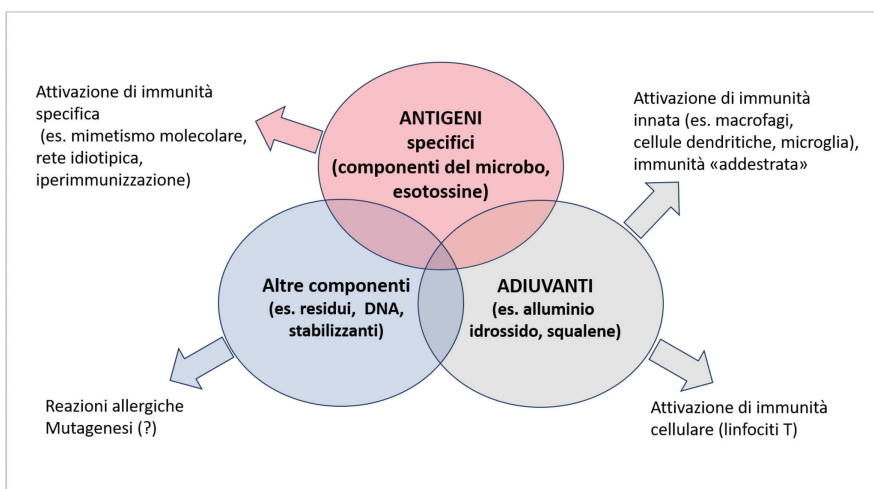 Attivazione di immunità
specifica
(es. mimetismo molecolare,
rete idiotipica,
iperimmunizzazione)
ANTIGENI
specifici
(componenti del microbo,
esotossine)
Attivazione di immunità
innata (es. macrofagi,
cellule dendritiche, microglia),
immunità «addestrata»
Altre componenti
(es. residui, DNA,
stabilizzanti)
ADIUVANTI
(es. alluminio
idrossido, squalene)
Reazioni allergiche
Mutagenesi (?)
Attivazione di immunità
cellulare (linfociti T)